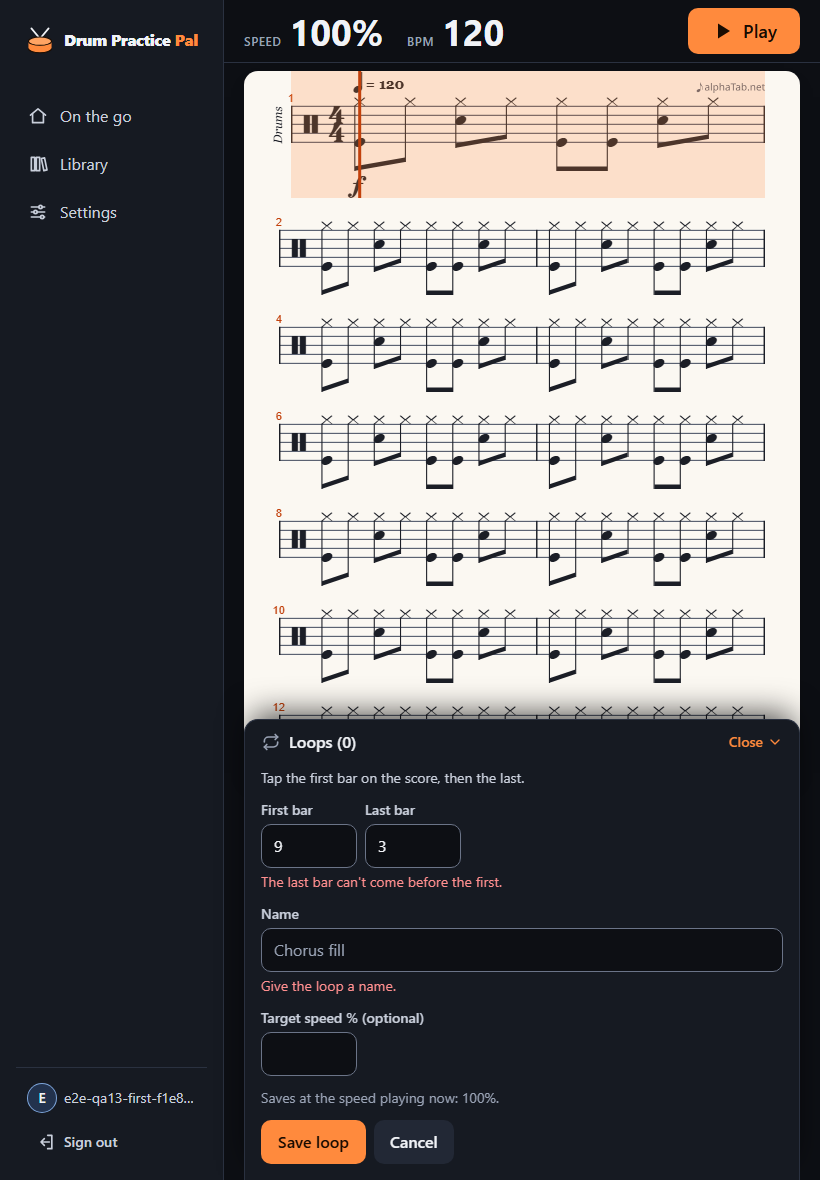 Drum Practice Pal
On the go
Library
Settings
e2e-qa13-first-f1e8...
E
Sign out
SPEED 100% BPM 120
Play
= 120
♪alphaTab.net
Drums
1
4
4
f
2
4
6
8
10
12
Loops (0)
Close
Tap the first bar on the score, then the last.
First bar Last bar
9 3
The last bar can't come before the first.
Name
Chorus fill
Give the loop a name.
Target speed % (optional)
Saves at the speed playing now: 100%.
Save loop Cancel